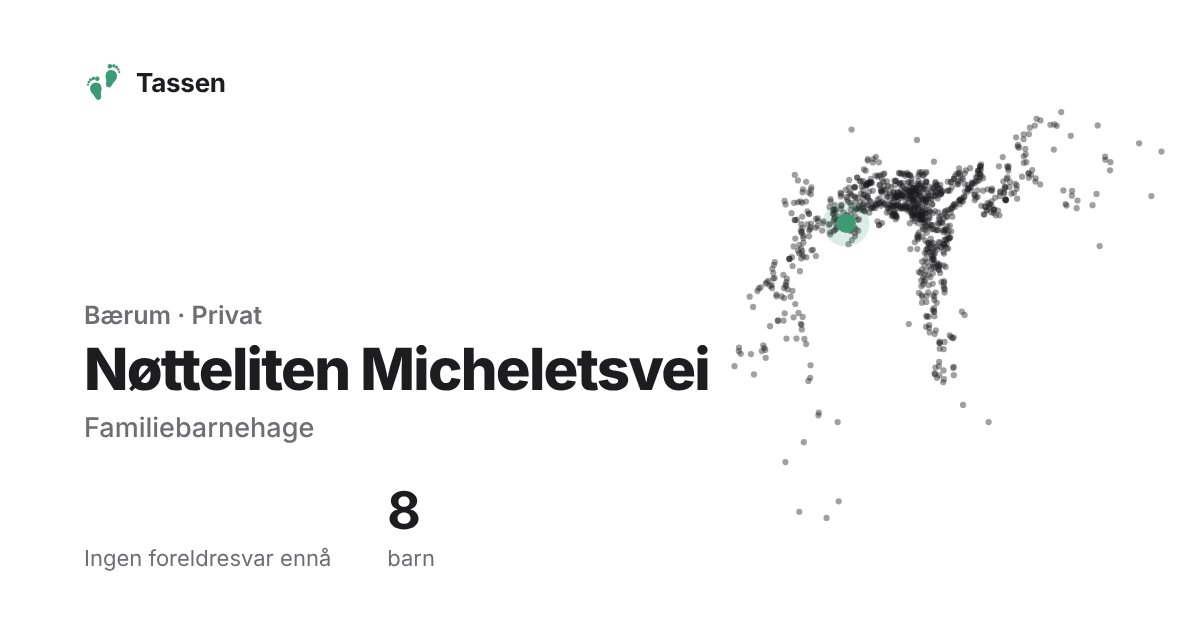 Tassen
Bærum · Privat
Nøtteliten Micheletsvei
Familiebarnehage
8
Ingen foreldresvar ennå
barn